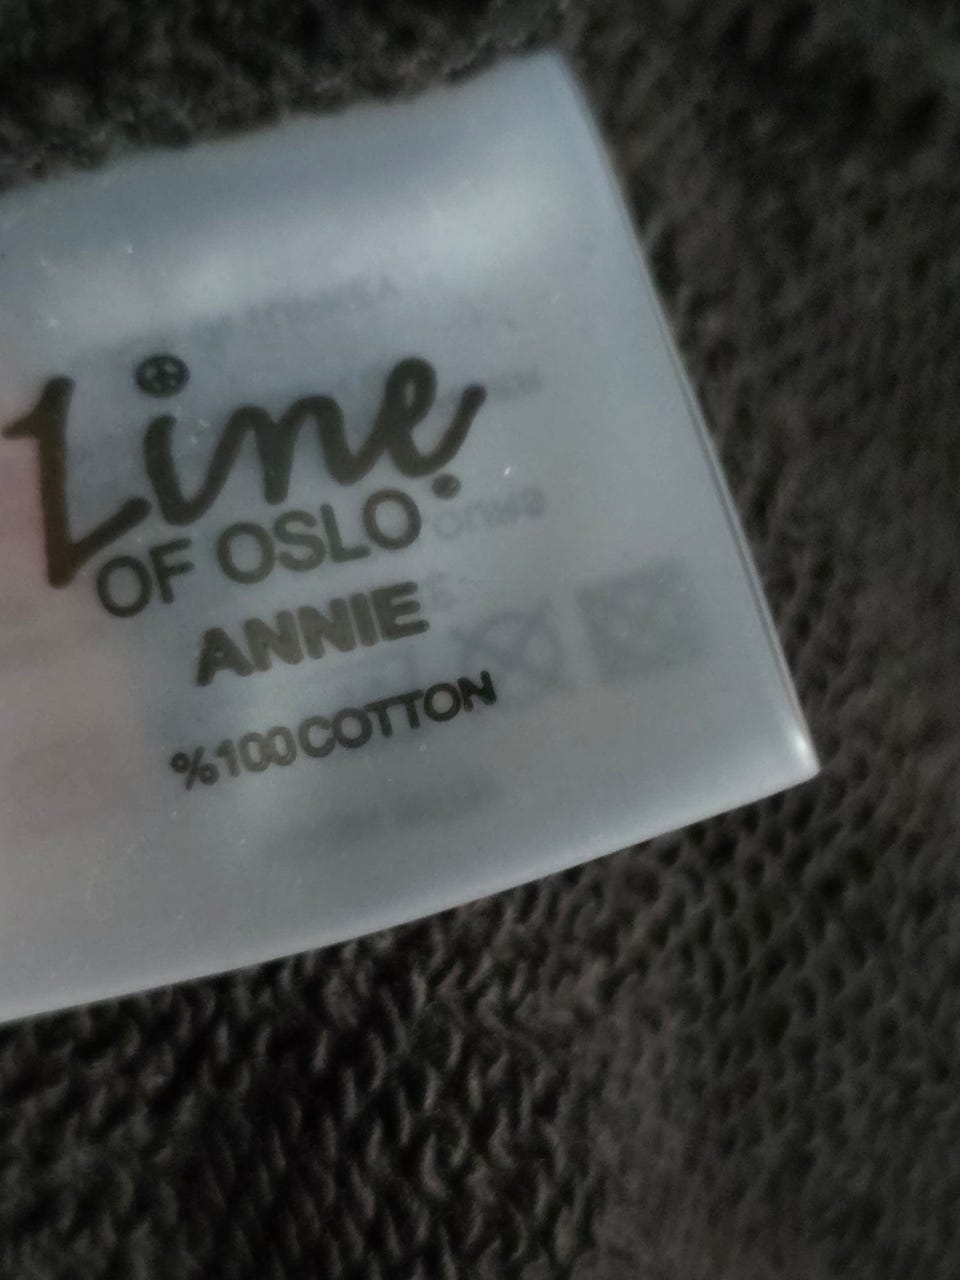 Line
OF OSLO
ANNIE
%100 COTTON